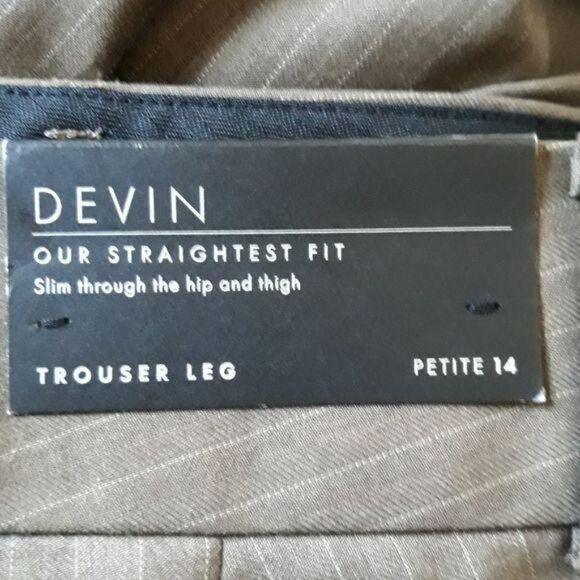 DEVIN
OUR STRAIGHTEST FIT
Slim through the hip and thigh
TROUSER LEG PETITE 14